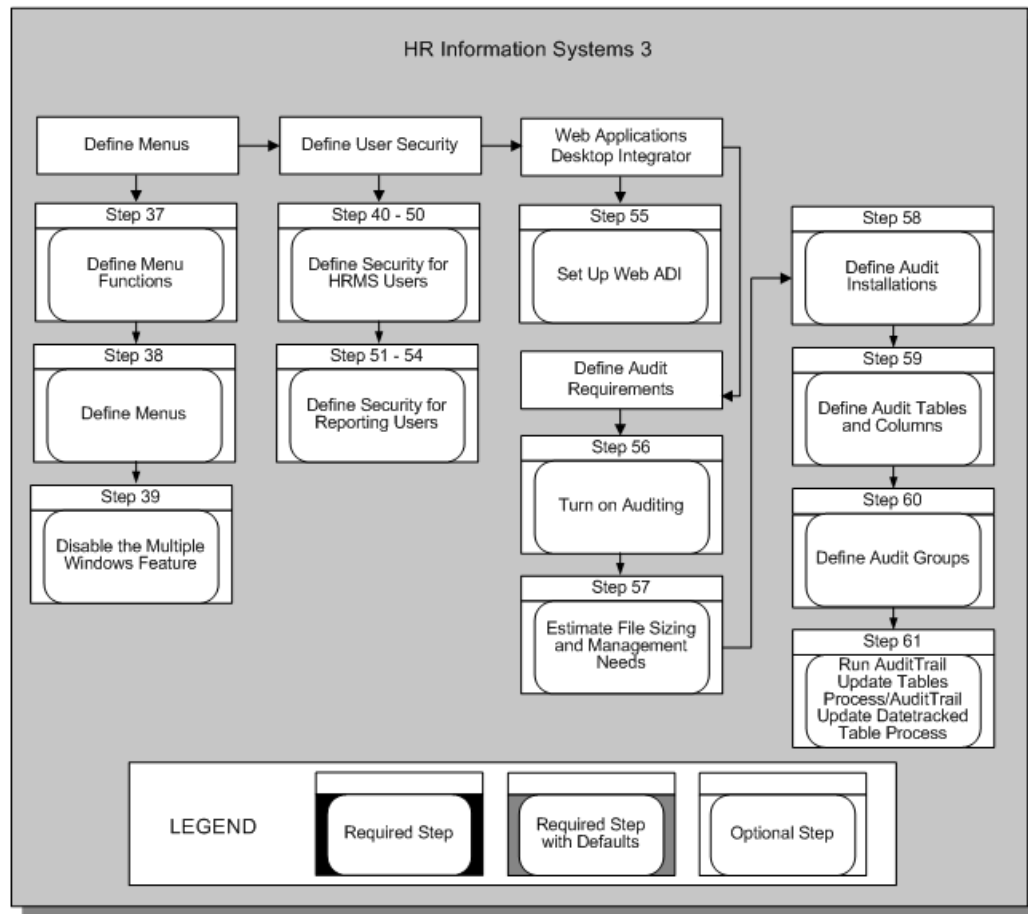 HR Information Systems 3
Define Menus
Step 37
Define Menu
Functions
Step 38
Define Menus
Step 39
Disable the Multiple
Windows Feature
Define User Security
Step 40 - 50
Define Security for
HRMS Users
Step 51 - 54
Define Security for
Reporting Users
Web Applications
Desktop Integrator
Step 55
Set Up Web ADI
Define Audit
Requirements
Step 56
Turn on Auditing
Step 57
Estimate File Sizing
and Management
Needs
Step 58
Define Audit
Installations
Step 59
Define Audit Tables
and Columns
Step 60
Define Audit Groups
Step 61
Run AuditTrail
Update Tables
Process/AuditTrail
Update Datetracked
Table Process
LEGEND
Required Step
Required Step
with Defaults
Optional Step